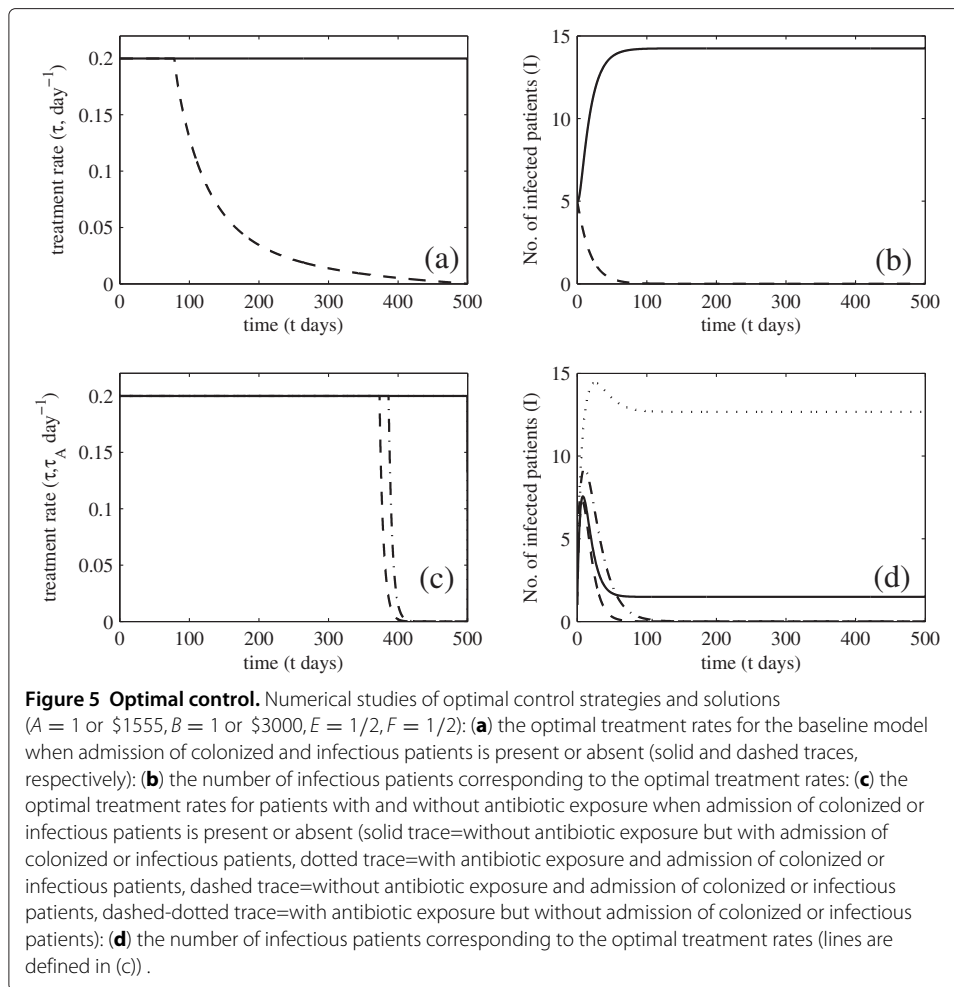 0.2
0.15
0.1
0.05
0
treatment rate (τ, day⁻¹)
0 100 200 300 400 500
time (t days)
(a)
15
10
5
0
No. of infected patients (I)
0 100 200 300 400 500
time (t days)
(b)
0.2
0.15
0.1
0.05
0
treatment rate (τ,τ_A day⁻¹)
0 100 200 300 400 500
time (t days)
(c)
15
10
5
0
No. of infected patients (I)
0 100 200 300 400 500
time (t days)
(d)
Figure 5 Optimal control. Numerical studies of optimal control strategies and solutions
(A = 1 or $1555, B = 1 or $3000, E = 1/2, F = 1/2): (a) the optimal treatment rates for the baseline model
when admission of colonized and infectious patients is present or absent (solid and dashed traces,
respectively): (b) the number of infectious patients corresponding to the optimal treatment rates: (c) the
optimal treatment rates for patients with and without antibiotic exposure when admission of colonized or
infectious patients is present or absent (solid trace=without antibiotic exposure but with admission of
colonized or infectious patients, dotted trace=with antibiotic exposure and admission of colonized or
infectious patients, dashed trace=without antibiotic exposure and admission of colonized or infectious
patients, dashed-dotted trace=with antibiotic exposure but without admission of colonized or infectious
patients): (d) the number of infectious patients corresponding to the optimal treatment rates (lines are
defined in (c)) .